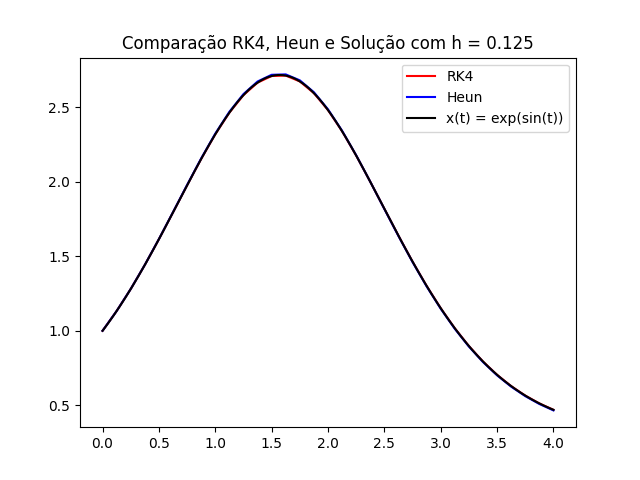 Comparação RK4, Heun e Solução com h = 0.125
RK4
Heun
x(t) = exp(sin(t))
2.5
2.0
1.5
1.0
0.5
0.0 0.5 1.0 1.5 2.0 2.5 3.0 3.5 4.0